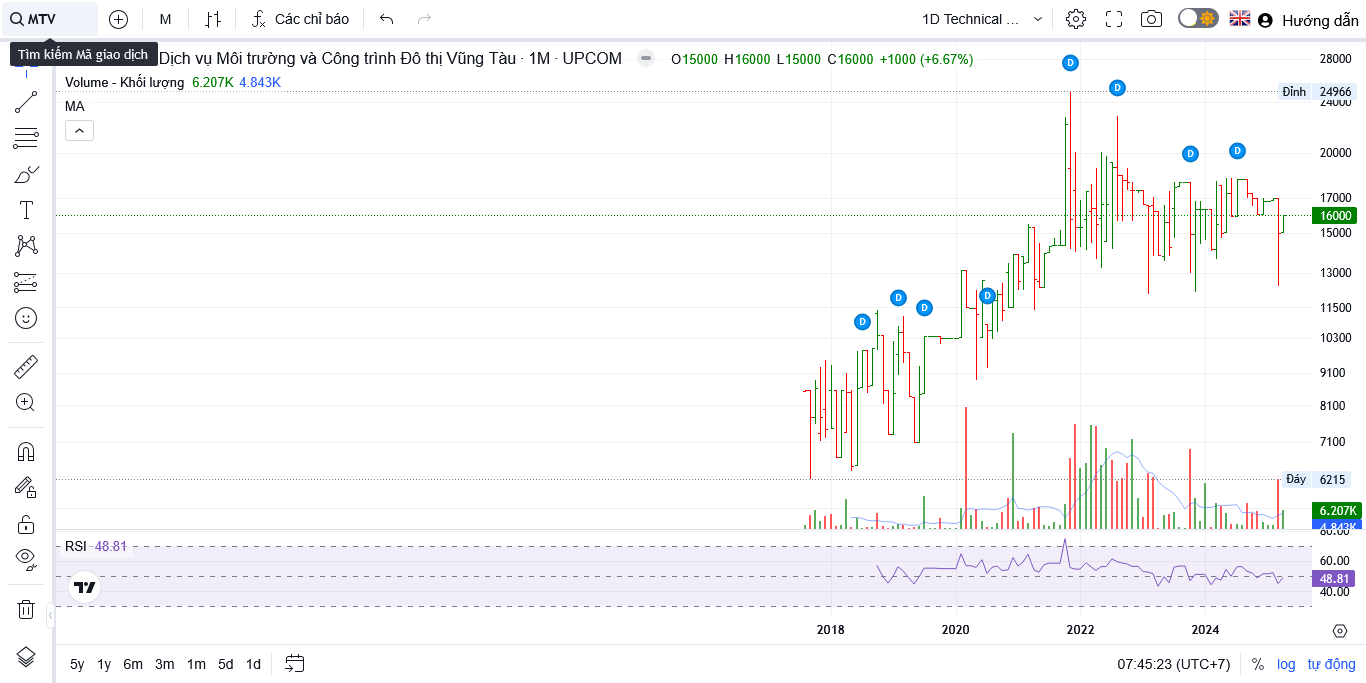 MTV
M
Các chỉ báo
1D Technical ...
Hướng dẫn
Tìm kiếm Mã giao dịch
Dịch vụ Môi trường và Công trình Đô thị Vũng Tàu · 1M · UPCOM
O15000 H16000 L15000 C16000 +1000 (+6.67%)
Volume - Khối lượng 6.207K 4.843K
MA
28000
Đỉnh 24966
24000
20000
17000
16000
15000
13000
11500
10300
9100
8100
7100
Đáy 6215
6.207K
4.843K
D
D
D
D
D
D
D
D
RSI 48.81
80.00
60.00
48.81
40.00
2018
2020
2022
2024
5y 1y 6m 3m 1m 5d 1d
07:45:23 (UTC+7)
%
log
tự động